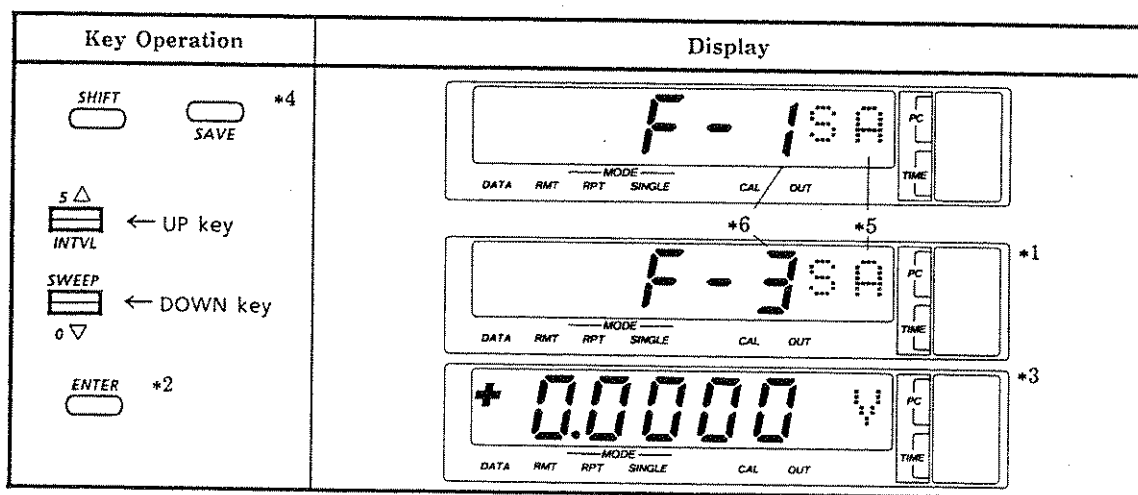 Key Operation
Display
SHIFT
*4
SAVE
5 △
← UP key
INTVL
SWEEP
← DOWN key
0 ▽
ENTER *2
F - 1 S A
PC
TIME
MODE
DATA RMT RPT SINGLE CAL OUT
*6 *5
F - 3 S A
*1
PC
TIME
MODE
DATA RMT RPT SINGLE CAL OUT
+ 0.0000 V
*3
PC
TIME
MODE
DATA RMT RPT SINGLE CAL OUT